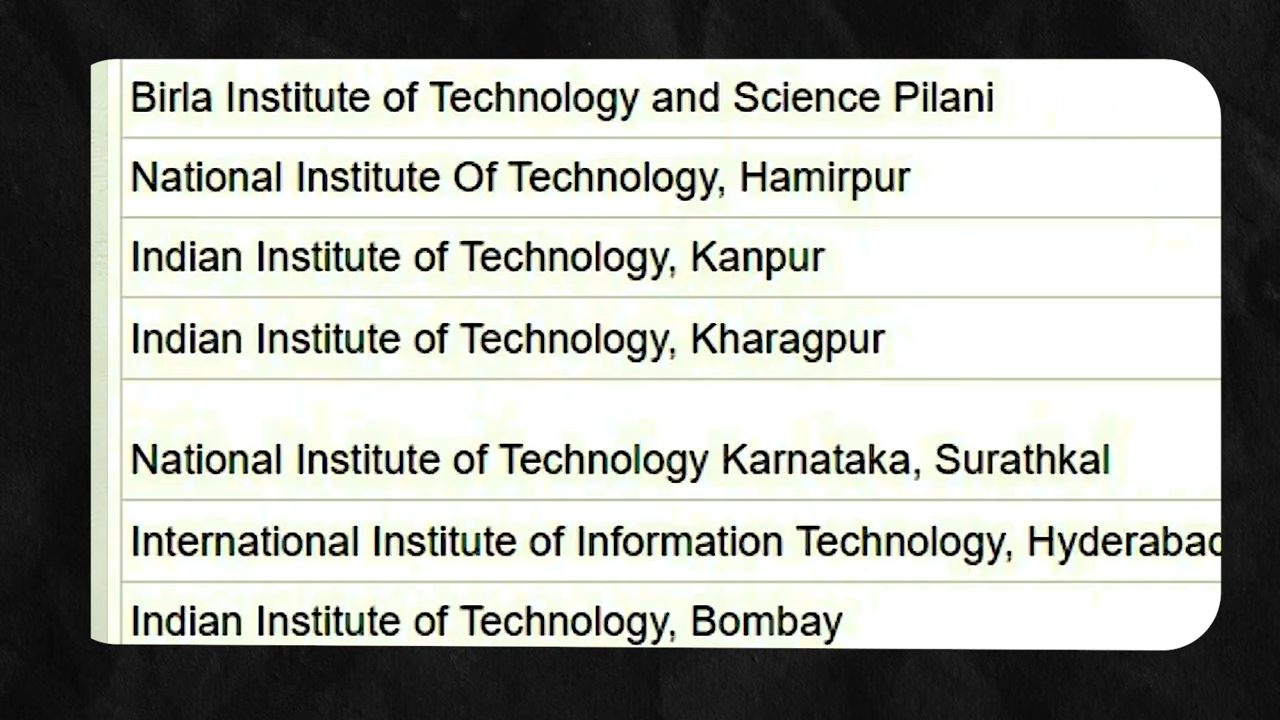 Birla Institute of Technology and Science Pilani
National Institute Of Technology, Hamirpur
Indian Institute of Technology, Kanpur
Indian Institute of Technology, Kharagpur
National Institute of Technology Karnataka, Surathkal
International Institute of Information Technology, Hyderabad
Indian Institute of Technology, Bombay